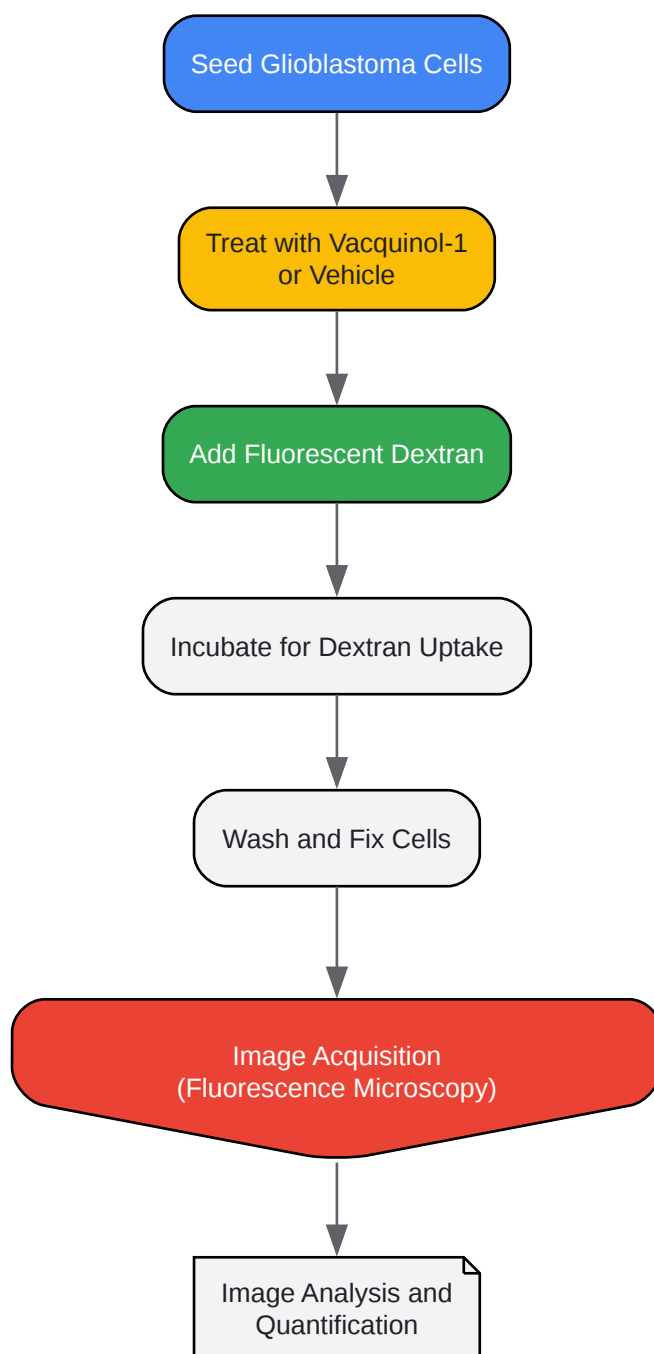 Seed Glioblastoma Cells
Treat with Vacquinol-1
or Vehicle
Add Fluorescent Dextran
Incubate for Dextran Uptake
Wash and Fix Cells
Image Acquisition
(Fluorescence Microscopy)
Image Analysis and
Quantification